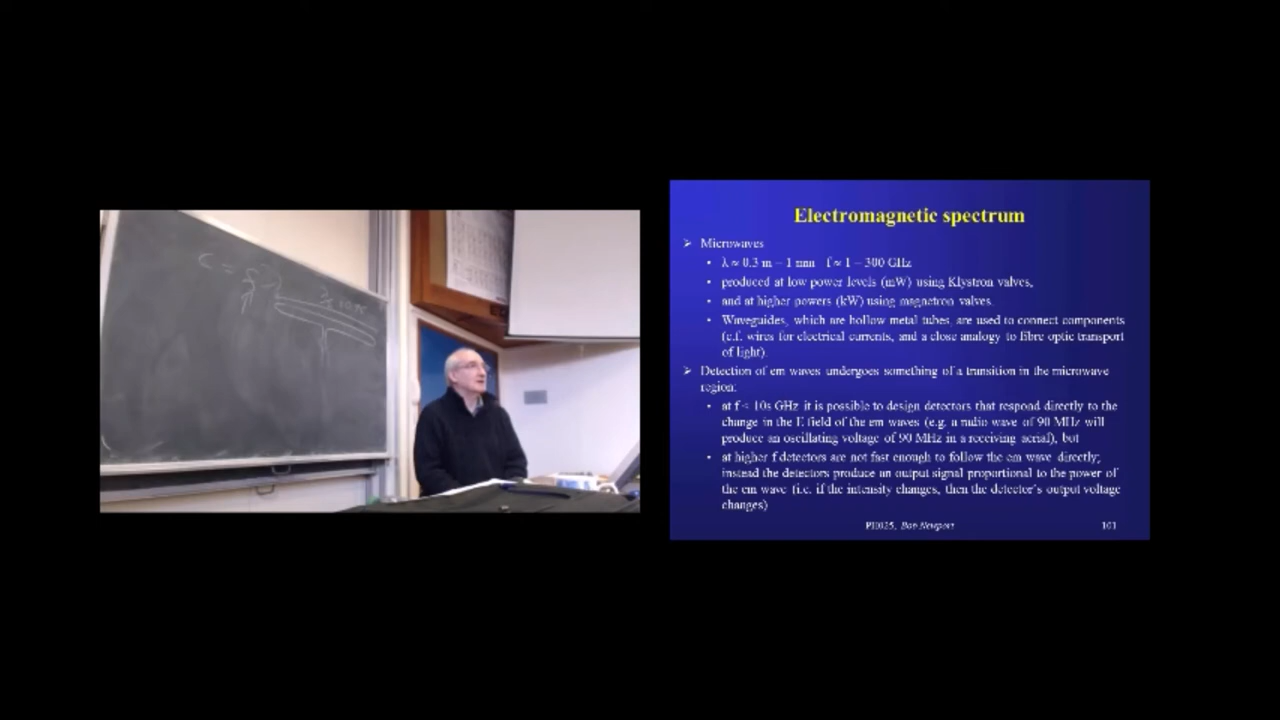 C = f λ
Electromagnetic spectrum
➢ Microwaves
• λ ≈ 0.3 m – 1 mm f ≈ 1 – 300 GHz
• produced at low power levels (mW) using Klystron valves,
• and at higher powers (kW) using magnetron valves.
• Waveguides, which are hollow metal tubes, are used to connect components
(c.f. wires for electrical currents, and a close analogy to fibre optic transport
of light).
➢ Detection of em waves undergoes something of a transition in the microwave
region:
• at f < 10s GHz it is possible to design detectors that respond directly to the
change in the E field of the em waves (e.g. a radio wave of 90 MHz will
produce an oscillating voltage of 90 MHz in a receiving aerial), but
• at higher f detectors are not fast enough to follow the em wave directly;
instead the detectors produce an output signal proportional to the power of
the em wave (i.e. if the intensity changes, then the detector's output voltage
changes)
PH025, Bob Newport 101